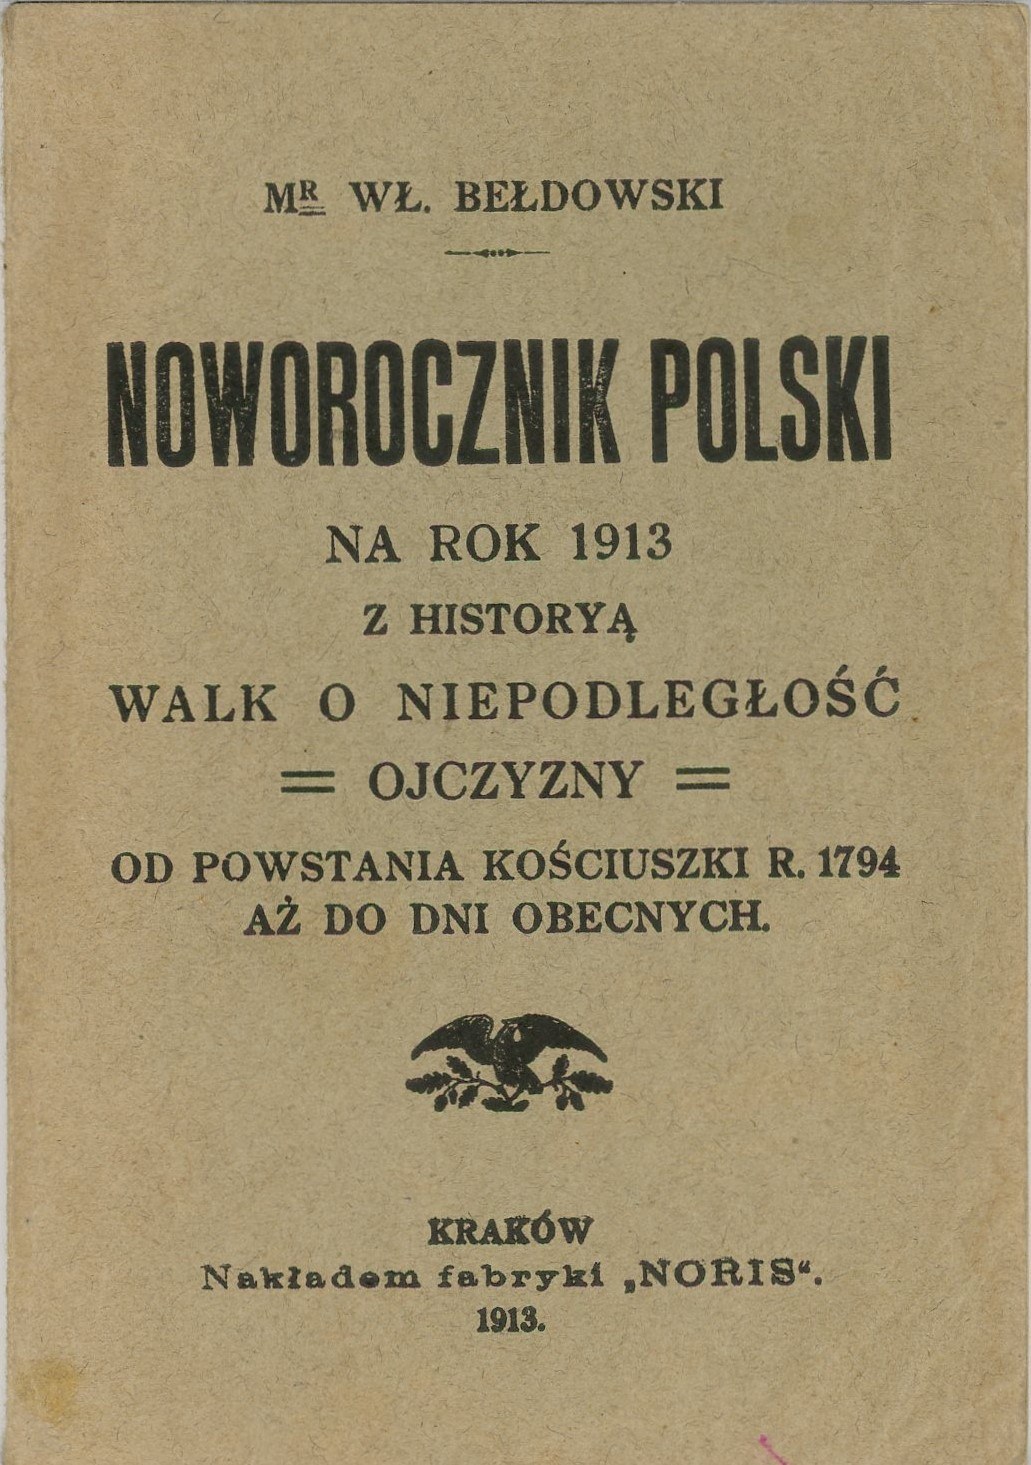 MR WŁ. BEŁDOWSKI
NOWOROCZNIK POLSKI
NA ROK 1913
Z HISTORYĄ
WALK O NIEPODLEGŁOŚĆ
= OJCZYZNY =
OD POWSTANIA KOŚCIUSZKI R. 1794
AŻ DO DNI OBECNYCH.
KRAKÓW
Nakładem fabryki „NORIS“.
1913.